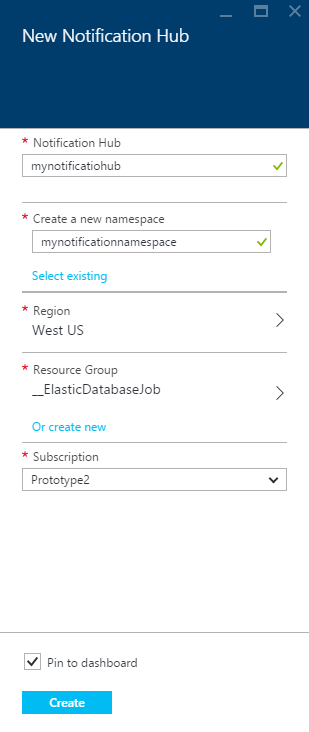 New Notification Hub
* Notification Hub
mynotificatiohub
* Create a new namespace
mynotificationnamespace
Select existing
* Region
West US
* Resource Group
__ElasticDatabaseJob
Or create new
* Subscription
Prototype2
Pin to dashboard
Create